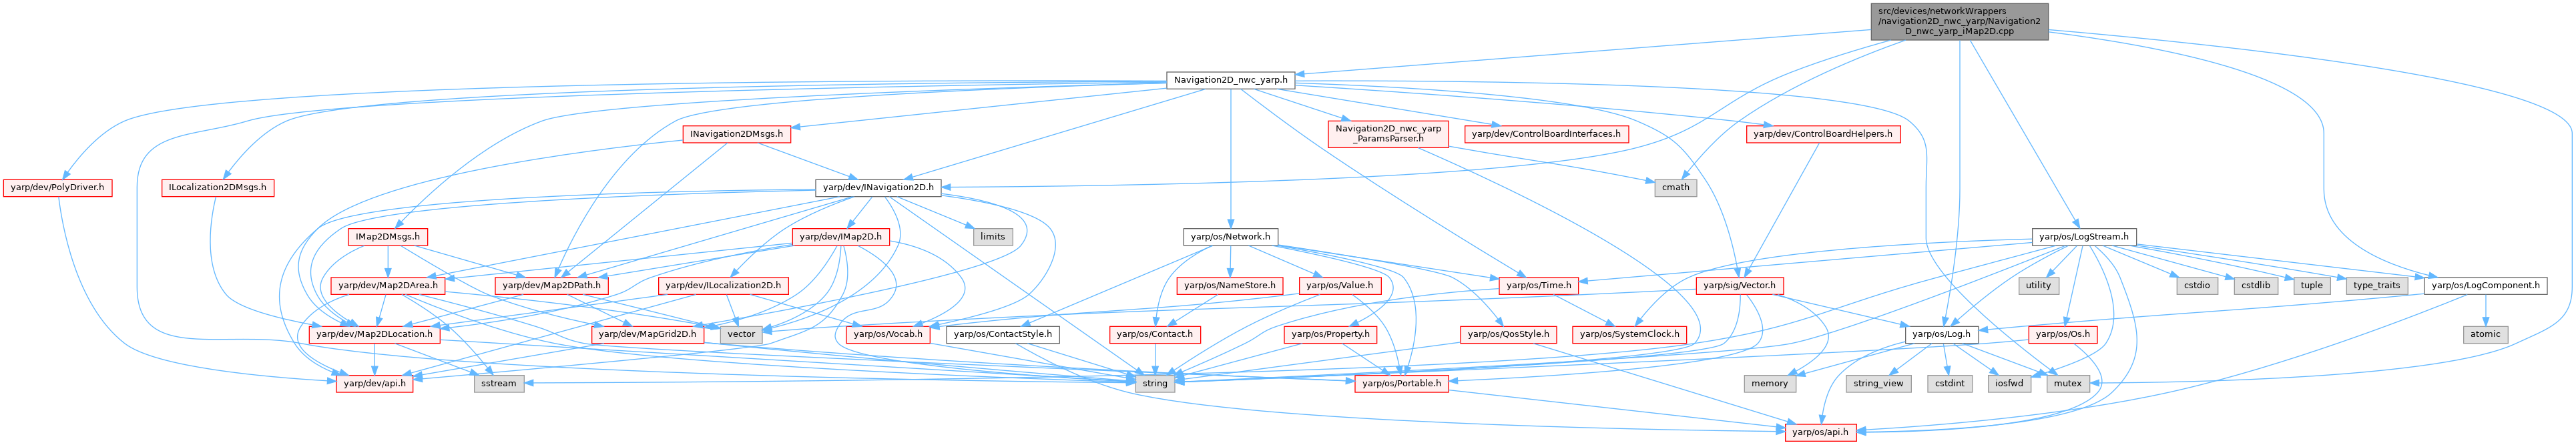 src/devices/networkWrappers
/navigation2D_nwc_yarp/Navigation2
D_nwc_yarp_iMap2D.cpp
Navigation2D_nwc_yarp.h
INavigation2DMsgs.h
Navigation2D_nwc_yarp
_ParamsParser.h
yarp/dev/ControlBoardInterfaces.h
yarp/dev/ControlBoardHelpers.h
yarp/dev/PolyDriver.h
ILocalization2DMsgs.h
yarp/dev/INavigation2D.h
cmath
IMap2DMsgs.h
yarp/dev/IMap2D.h
limits
yarp/os/Network.h
yarp/os/LogStream.h
yarp/dev/Map2DArea.h
yarp/dev/Map2DPath.h
yarp/dev/ILocalization2D.h
yarp/os/NameStore.h
yarp/os/Value.h
yarp/os/Time.h
yarp/sig/Vector.h
utility
cstdio
cstdlib
tuple
type_traits
yarp/os/LogComponent.h
yarp/dev/Map2DLocation.h
yarp/dev/MapGrid2D.h
vector
yarp/os/Vocab.h
yarp/os/ContactStyle.h
yarp/os/Contact.h
yarp/os/Property.h
yarp/os/QosStyle.h
yarp/os/SystemClock.h
yarp/os/Log.h
yarp/os/Os.h
atomic
yarp/dev/api.h
sstream
string
yarp/os/Portable.h
memory
string_view
cstdint
iosfwd
mutex
yarp/os/api.h